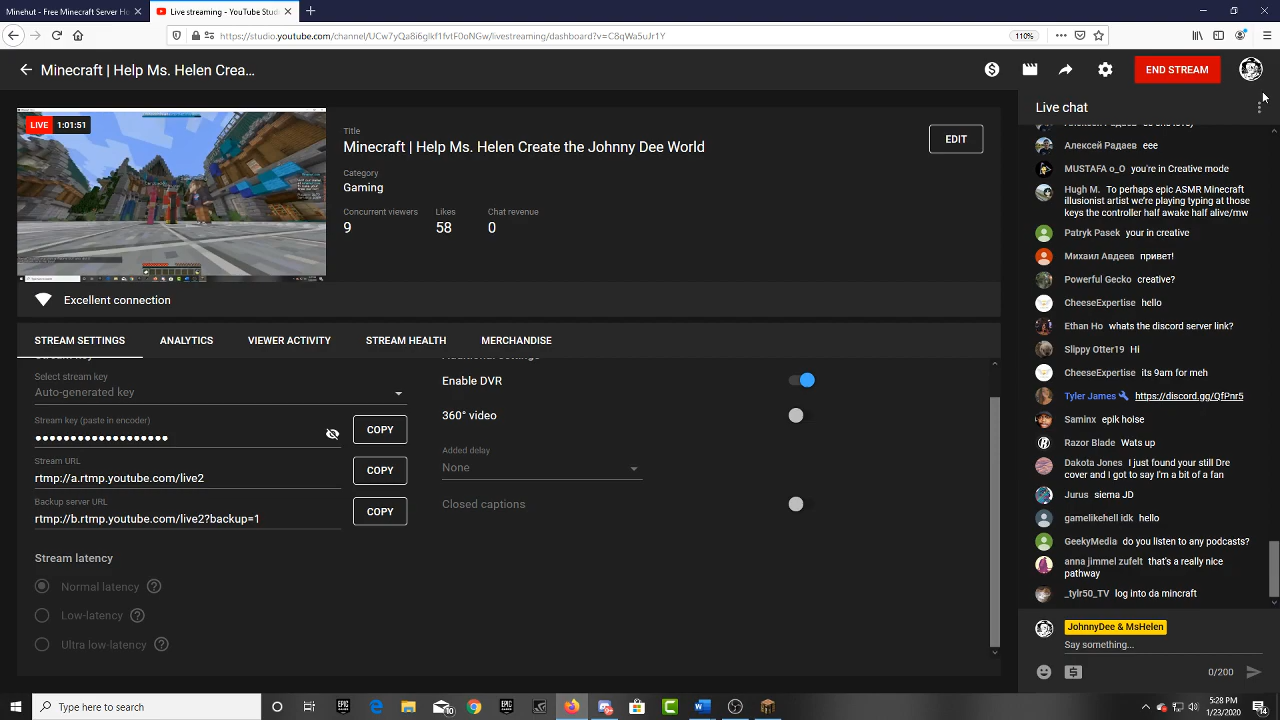 Minehut - Free Minecraft Server Ho
Live streaming - YouTube Studi
https://studio.youtube.com/channel/UCw7yQa8i6glkf1fvtF0oNGw/livestreaming/dashboard?v=C8qWa5uJr1Y
110%
Minecraft | Help Ms. Helen Crea...
END STREAM
LIVE 1:01:51
Title
Minecraft | Help Ms. Helen Create the Johnny Dee World
EDIT
Category
Gaming
Concurrent viewers
Likes
Chat revenue
9
58
0
Excellent connection
STREAM SETTINGS
ANALYTICS
VIEWER ACTIVITY
STREAM HEALTH
MERCHANDISE
Select stream key
Auto-generated key
Stream key (paste in encoder)
COPY
Stream URL
rtmp://a.rtmp.youtube.com/live2
COPY
Backup server URL
rtmp://b.rtmp.youtube.com/live2?backup=1
COPY
Stream latency
Normal latency
Low-latency
Ultra low-latency
Additional settings
Enable DVR
360° video
Added delay
None
Closed captions
Live chat
Алексей Радаев eee
MUSTAFA o_O you're in Creative mode
Hugh M. To perhaps epic ASMR Minecraft
illusionist artist we're playing typing at those
keys the controller half awake half alive/mw
Patryk Pasek your in creative
Михаил Авдеев привет!
Powerful Gecko creative?
CheeseExpertise hello
Ethan Ho whats the discord server link?
Slippy Otter19 Hi
CheeseExpertise its 9am for meh
Tyler James https://discord.gg/QfPnr5
Saminx epik hoise
Razor Blade Wats up
Dakota Jones I just found your still Dre
cover and I got to say I'm a bit of a fan
Jurus siema JD
gamelikehell idk hello
GeekyMedia do you listen to any podcasts?
anna jimmel zufelt that's a really nice
pathway
_tylr50_TV log into da mincraft
JohnnyDee & MsHelen
Say something...
0/200
Type here to search
5:28 PM
1/23/2020